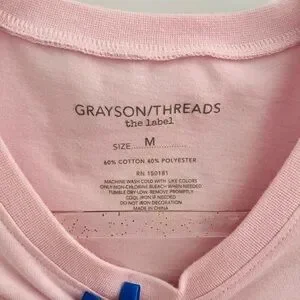 GRAYSON/THREADS
the label
SIZE............M............
60% COTTON 40% POLYESTER
RN 150181
MACHINE WASH COLD WITH LIKE COLORS
ONLY NON-CHLORINE BLEACH WHEN NEEDED
TUMBLE DRY LOW. REMOVE PROMPTLY
COOL IRON IF NEEDED
DO NOT IRON DECORATION
MADE IN CHINA